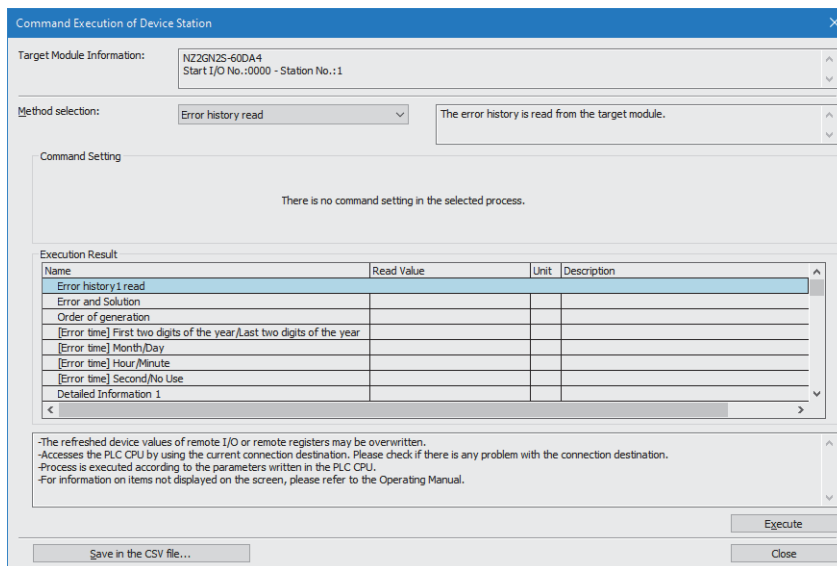 Command Execution of Device Station
Target Module Information:
NZ2GN2S-60DA4
Start I/O No.:0000 - Station No.:1
Method selection:
Error history read
The error history is read from the target module.
Command Setting
There is no command setting in the selected process.
Execution Result
Name Read Value Unit Description
Error history1 read
Error and Solution
Order of generation
[Error time] First two digits of the year/Last two digits of the year
[Error time] Month/Day
[Error time] Hour/Minute
[Error time] Second/No Use
Detailed Information 1
-The refreshed device values of remote I/O or remote registers may be overwritten.
-Accesses the PLC CPU by using the current connection destination. Please check if there is any problem with the connection destination.
-Process is executed according to the parameters written in the PLC CPU.
-For information on items not displayed on the screen, please refer to the Operating Manual.
Execute
Save in the CSV file...
Close